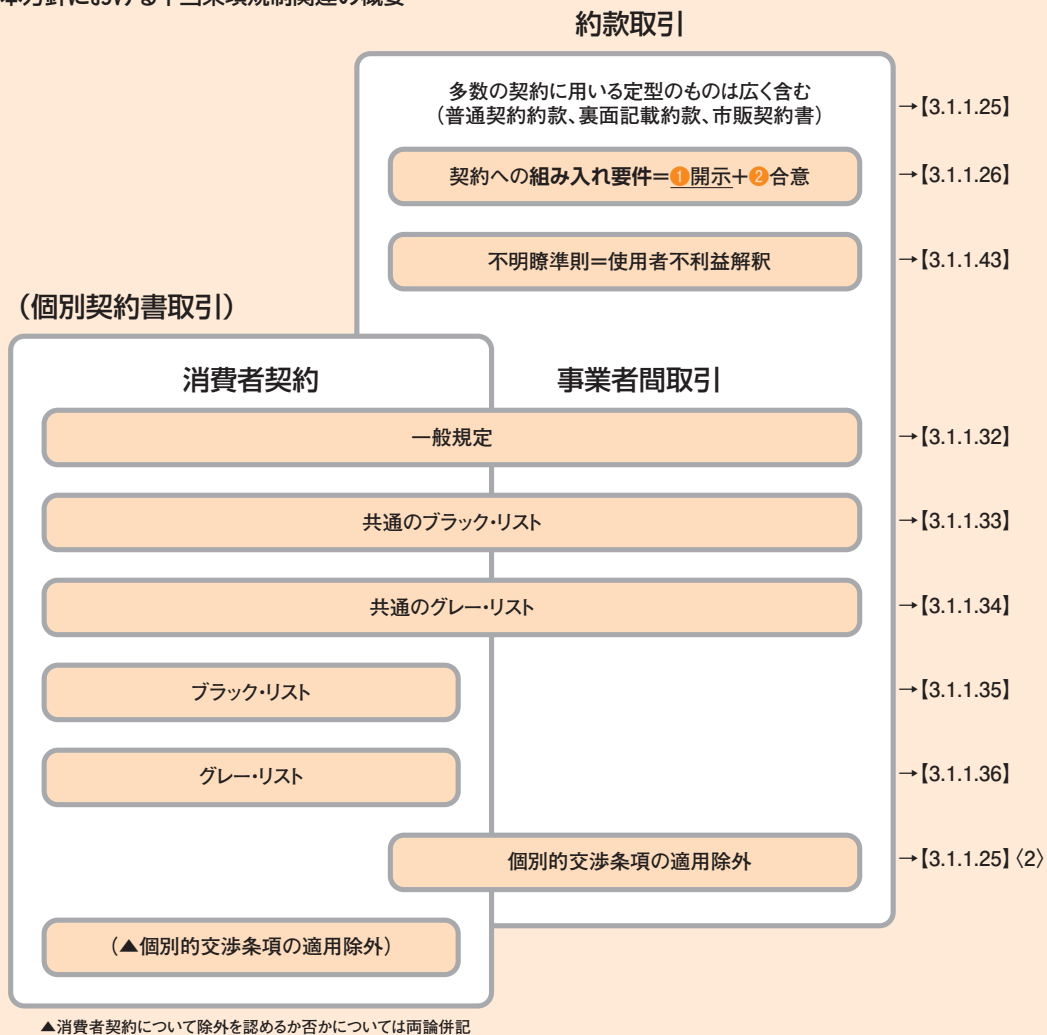 約款取引
多数の契約に用いる定型のものは広く含む
(普通契約約款、裏面記載約款、市販契約書)
→【3.1.1.25】
契約への組み入れ要件=❶開示+❷合意
→【3.1.1.26】
不明瞭準則=使用者不利益解釈
→【3.1.1.43】
(個別契約書取引)
消費者契約
事業者間取引
一般規定
→【3.1.1.32】
共通のブラック・リスト
→【3.1.1.33】
共通のグレー・リスト
→【3.1.1.34】
ブラック・リスト
→【3.1.1.35】
グレー・リスト
→【3.1.1.36】
個別的交渉条項の適用除外
→【3.1.1.25】〈2〉
(▲個別的交渉条項の適用除外)
▲消費者契約について除外を認めるか否かについては両論併記